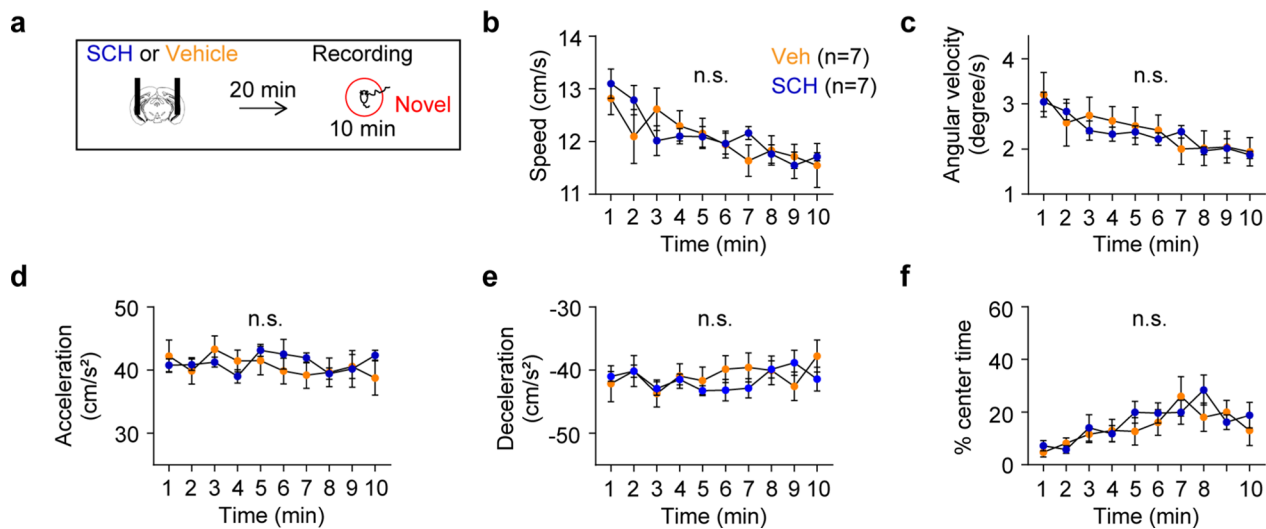 a
SCH or Vehicle
Recording
20 min
Novel
10 min
b
14
13
12
11
Speed (cm/s)
n.s.
Veh (n=7)
SCH (n=7)
1 2 3 4 5 6 7 8 9 10
Time (min)
c
4
3
2
1
Angular velocity
(degree/s)
n.s.
1 2 3 4 5 6 7 8 9 10
Time (min)
d
50
40
30
Acceleration
(cm/s²)
n.s.
1 2 3 4 5 6 7 8 9 10
Time (min)
e
-30
-40
-50
Deceleration
(cm/s²)
n.s.
1 2 3 4 5 6 7 8 9 10
Time (min)
f
60
40
20
0
% center time
n.s.
1 2 3 4 5 6 7 8 10
Time (min)